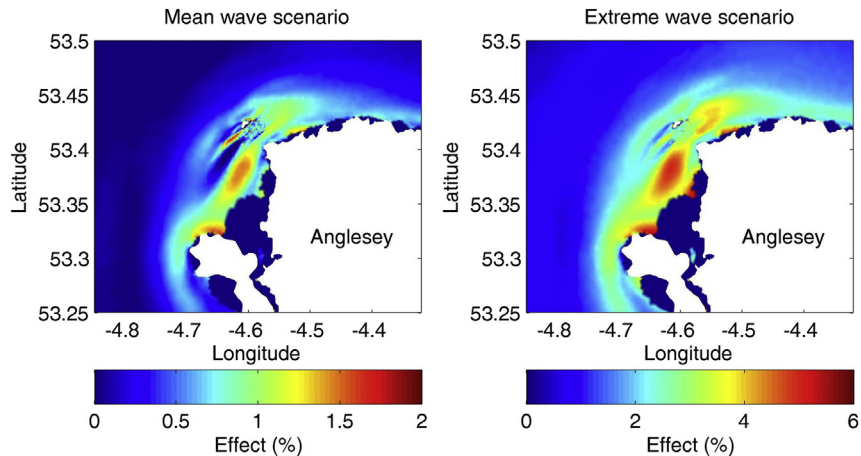 Mean wave scenario
53.5
53.45
53.4
53.35
53.3
53.25
Latitude
Anglesey
-4.8 -4.7 -4.6 -4.5 -4.4
Longitude
0 0.5 1 1.5 2
Effect (%)
Extreme wave scenario
53.5
53.45
53.4
53.35
53.3
53.25
Latitude
Anglesey
-4.8 -4.7 -4.6 -4.5 -4.4
Longitude
0 2 4 6
Effect (%)